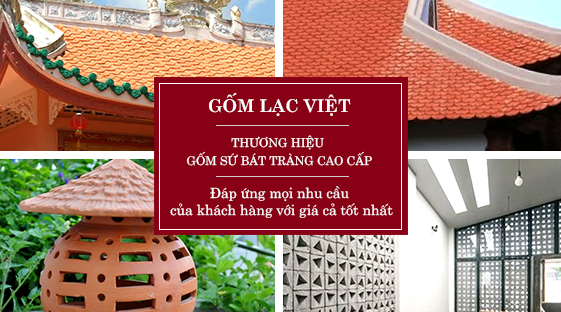 GỐM LẠC VIỆT
THƯƠNG HIỆU
GỐM SỨ BÁT TRÀNG CAO CẤP
Đáp ứng mọi nhu cầu
của khách hàng với giá cả tốt nhất